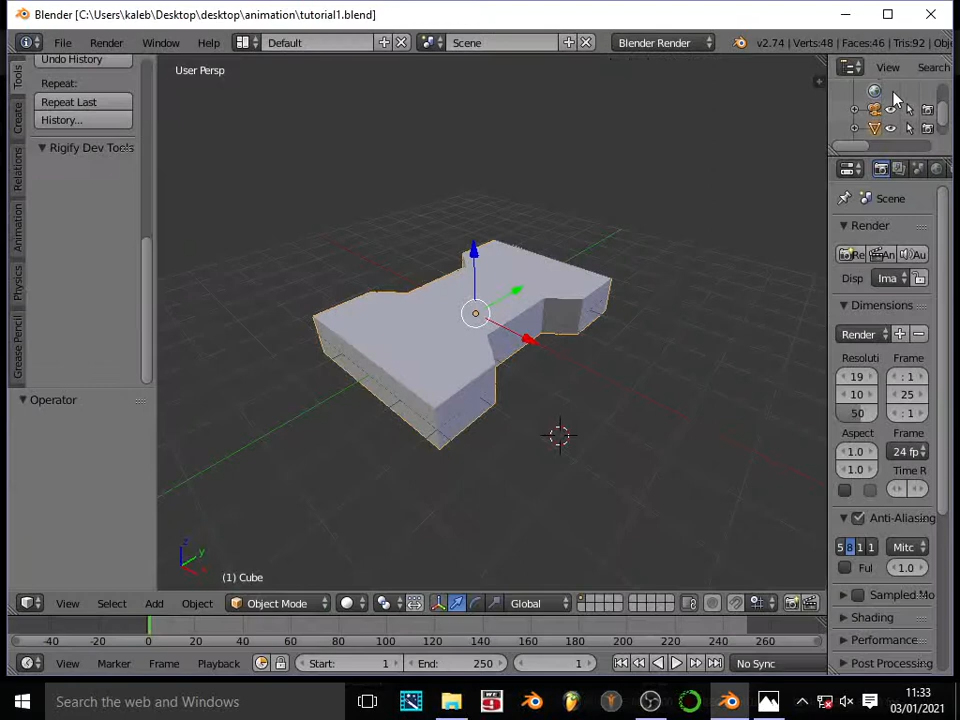 Blender [C:\Users\kaleb\Desktop\desktop\animation\tutorial1.blend]
File Render Window Help Default Scene Blender Render v2.74 | Verts:48 | Faces:46 | Tris:92 | Obje
Undo History
Repeat:
Repeat Last
History...
Rigify Dev Tools
Operator
Tools
Create
Relations
Animation
Physics
Grease Pencil
User Persp
(1) Cube
View Search
Scene
Render
Re An Au
Disp Ima
Dimensions
Render
Resoluti Frame
19 : 1
10 25
50 : 1
Aspect Frame
1.0 24 fp
1.0 Time R
Anti-Aliasing
5 8 1 1 Mitc
Ful 1.0
Sampled Mo
Shading
Performance
Post Processing
View Select Add Object Object Mode Global
-40 -20 0 20 40 60 80 100 120 140 160 180 200 220 240 260
View Marker Frame Playback Start: 1 End: 250 1 No Sync
Search the web and Windows
11:33
03/01/2021